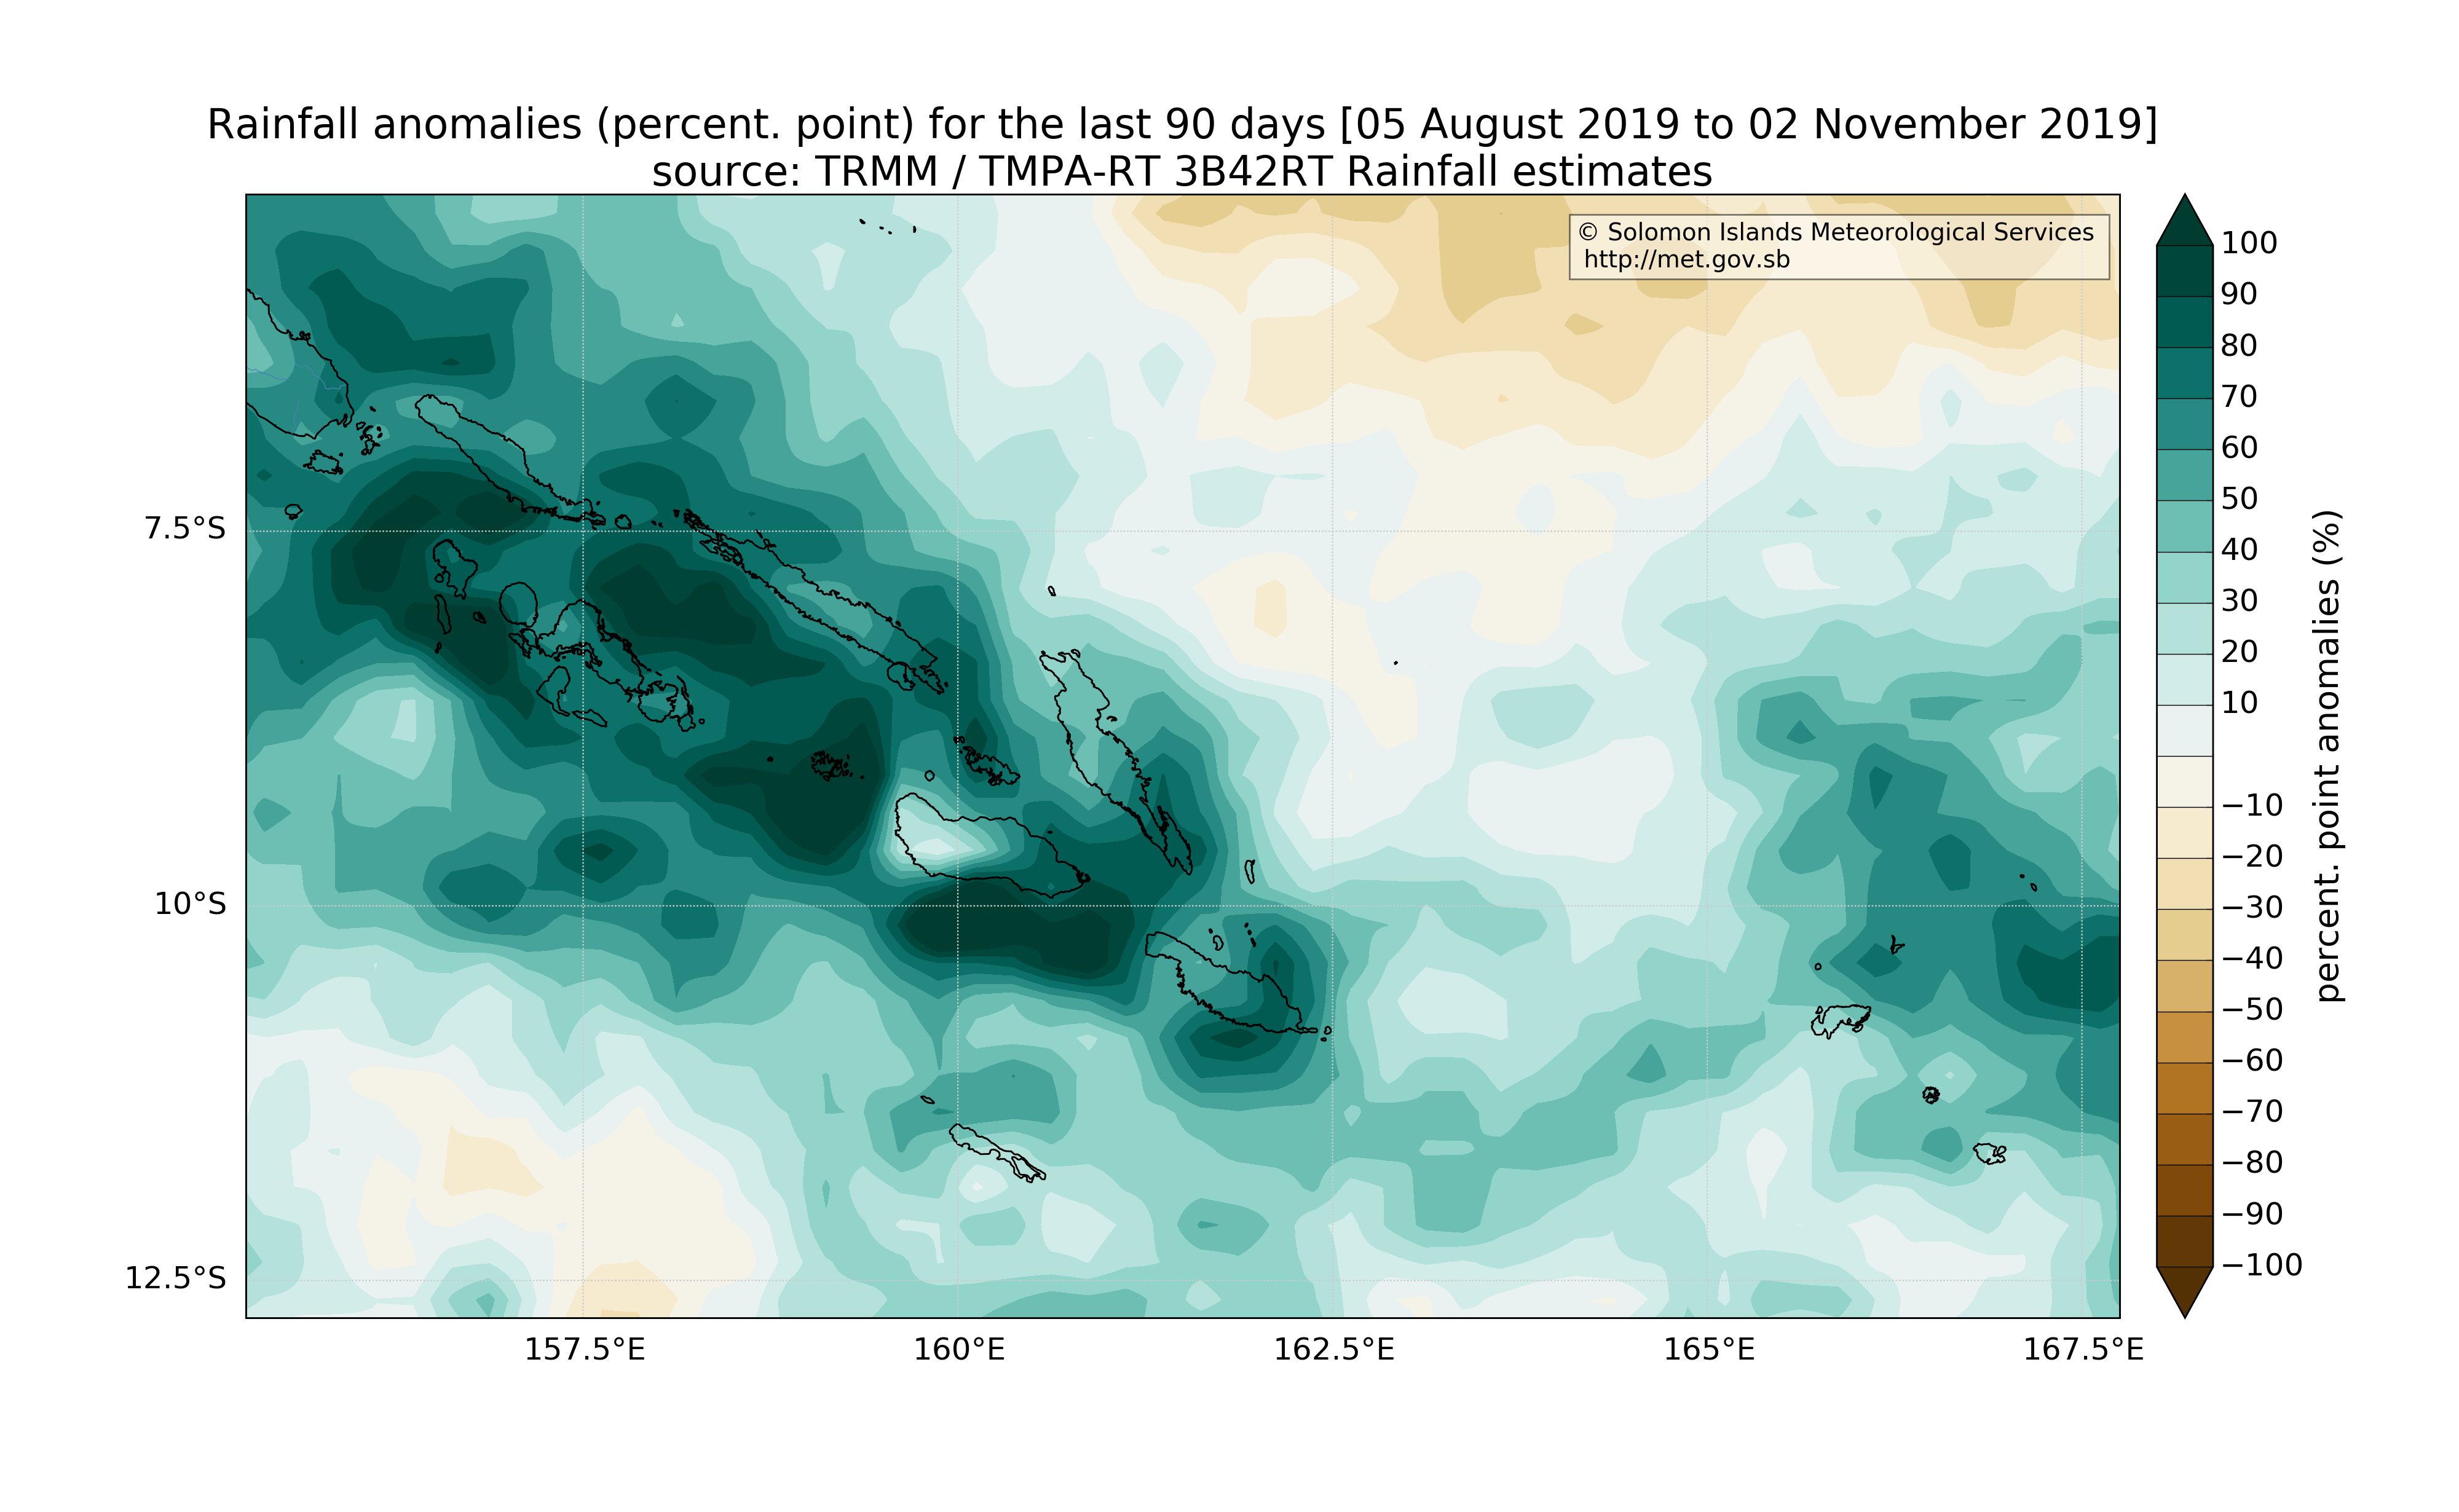 Rainfall anomalies (percent. point) for the last 90 days [05 August 2019 to 02 November 2019]
source: TRMM / TMPA-RT 3B42RT Rainfall estimates
© Solomon Islands Meteorological Services
http://met.gov.sb
7.5°S
10°S
12.5°S
157.5°E
160°E
162.5°E
165°E
167.5°E
100
90
80
70
60
50
40
30
20
10
−10
−20
−30
−40
−50
−60
−70
−80
−90
−100
percent. point anomalies (%)